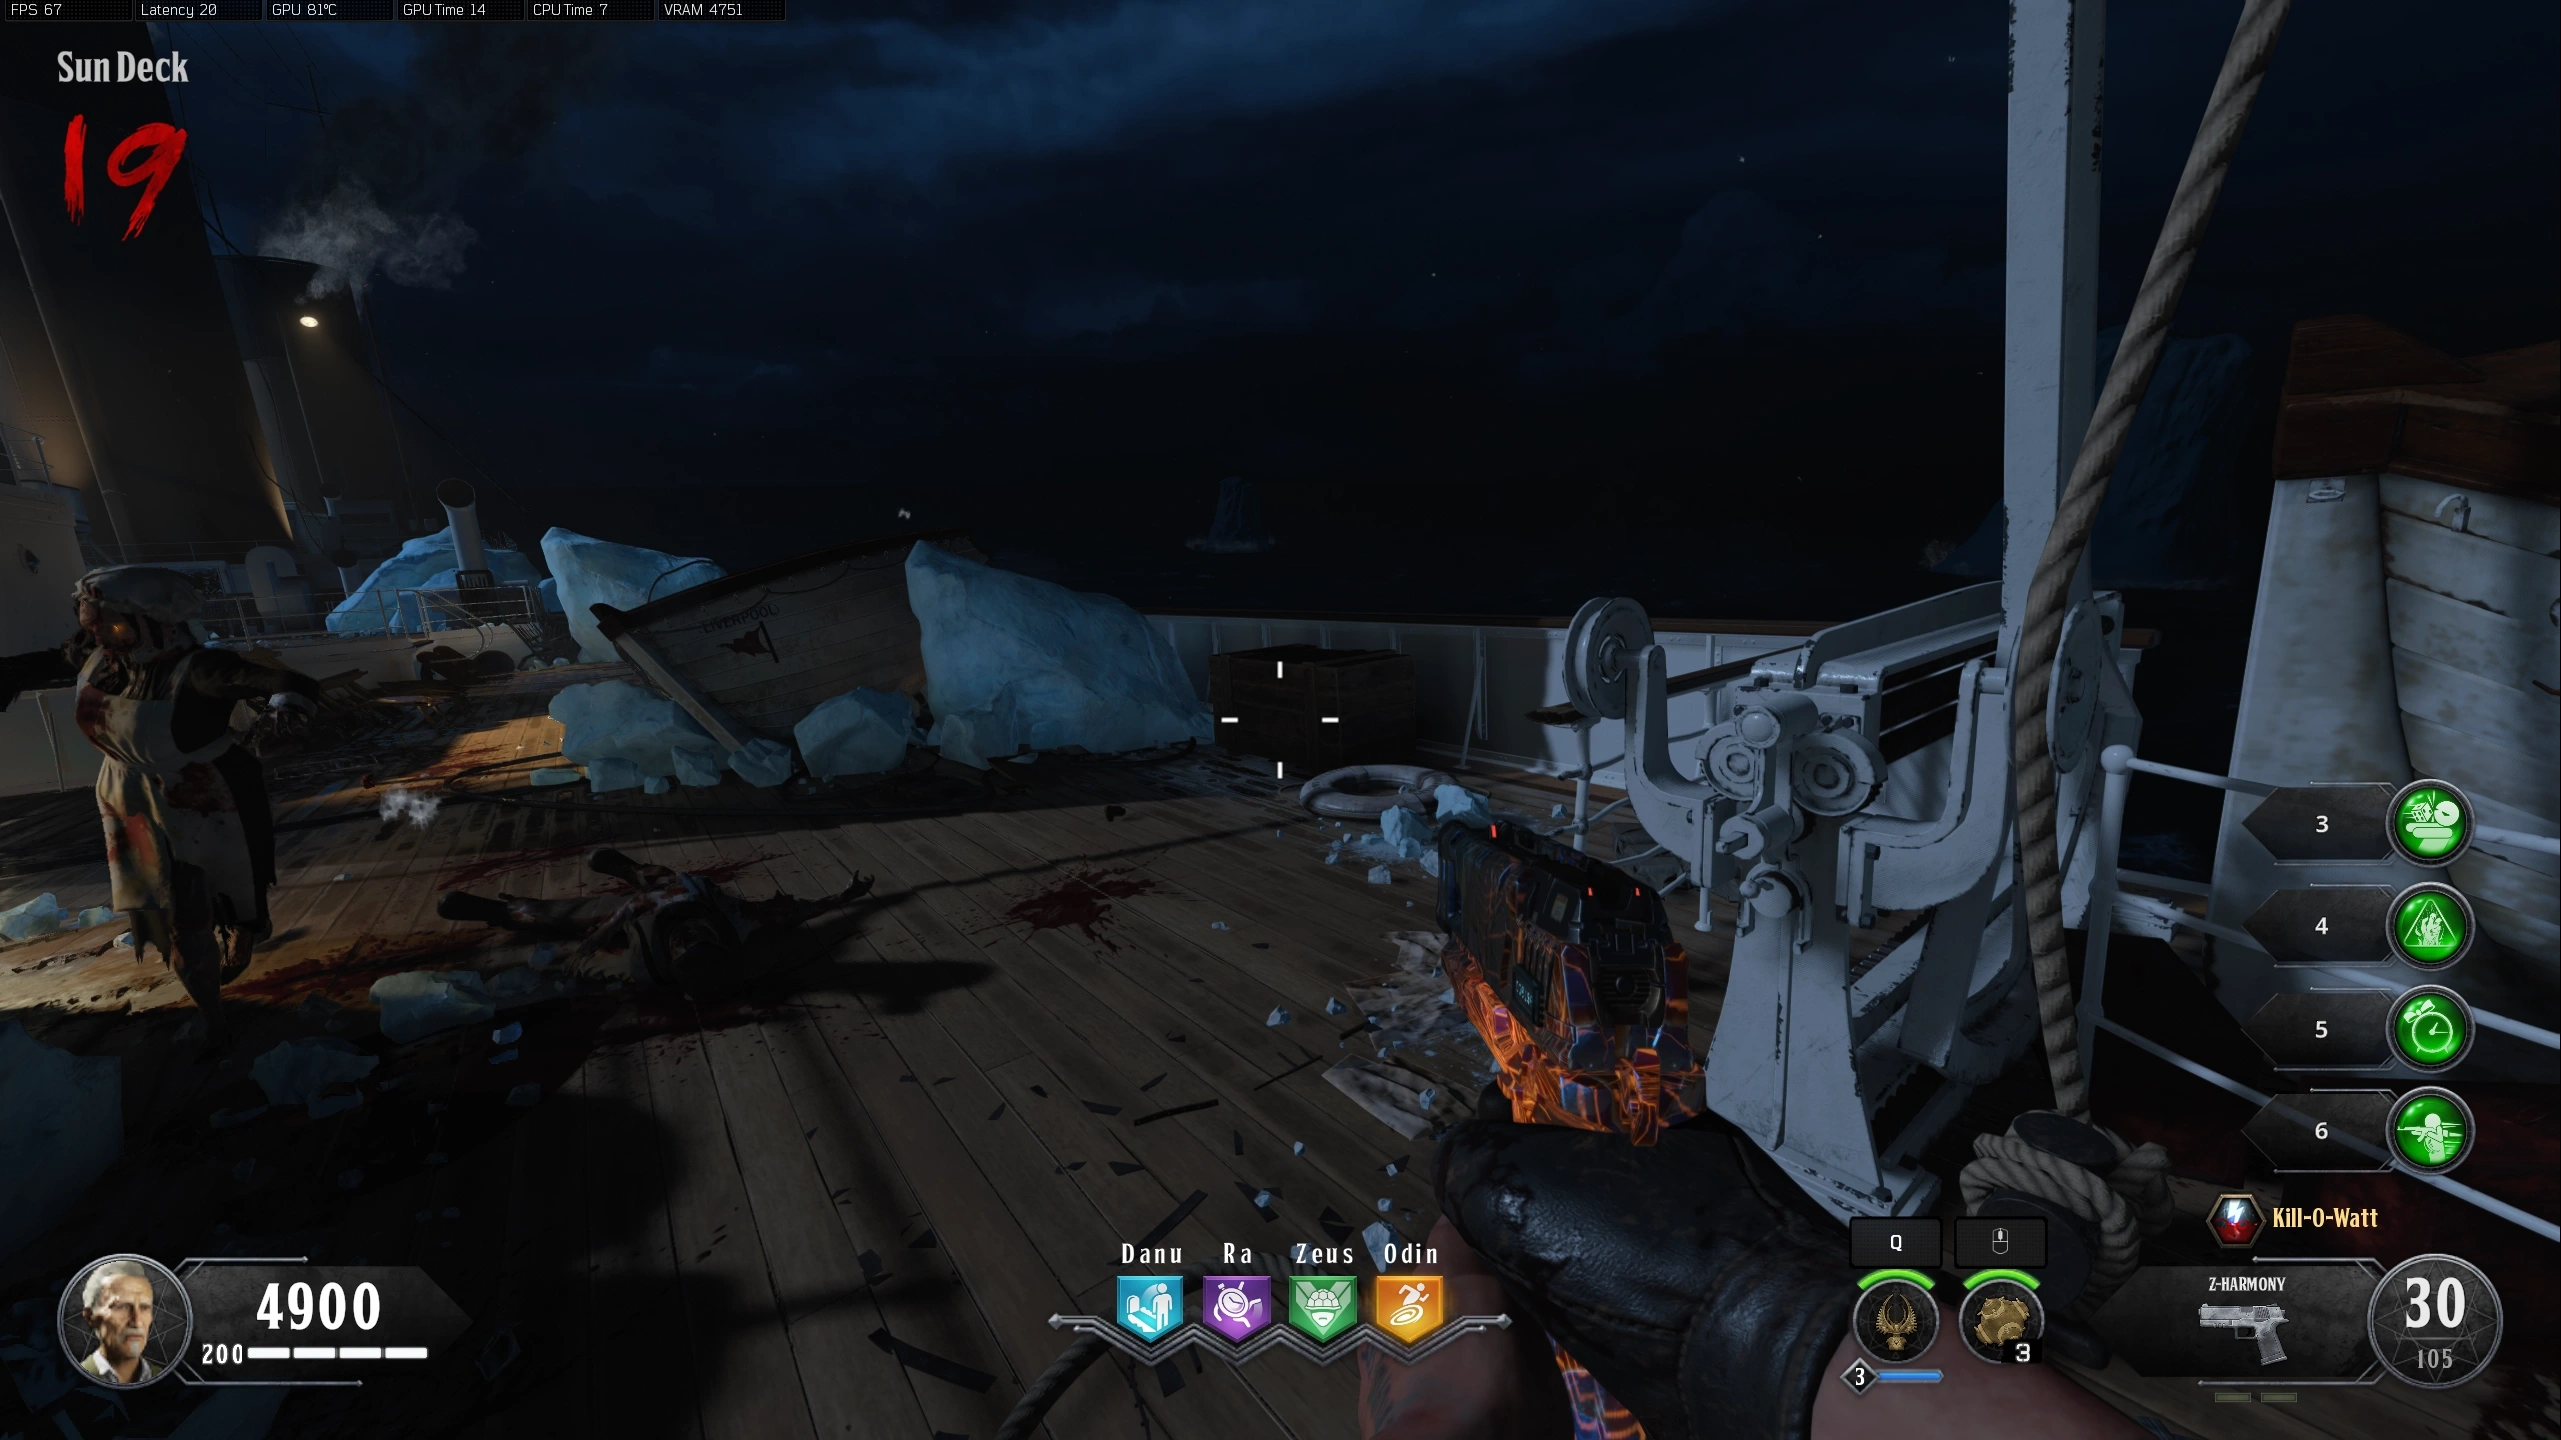 FPS 67 Latency 20 GPU 81°C GPU Time 14 CPU Time 7 VRAM 4751
Sun Deck
19
LIVERPOOL
3
4
5
6
Kill-O-Watt
Danu Ra Zeus Odin
Q
4900
200
3
3
Z-HARMONY
30
105